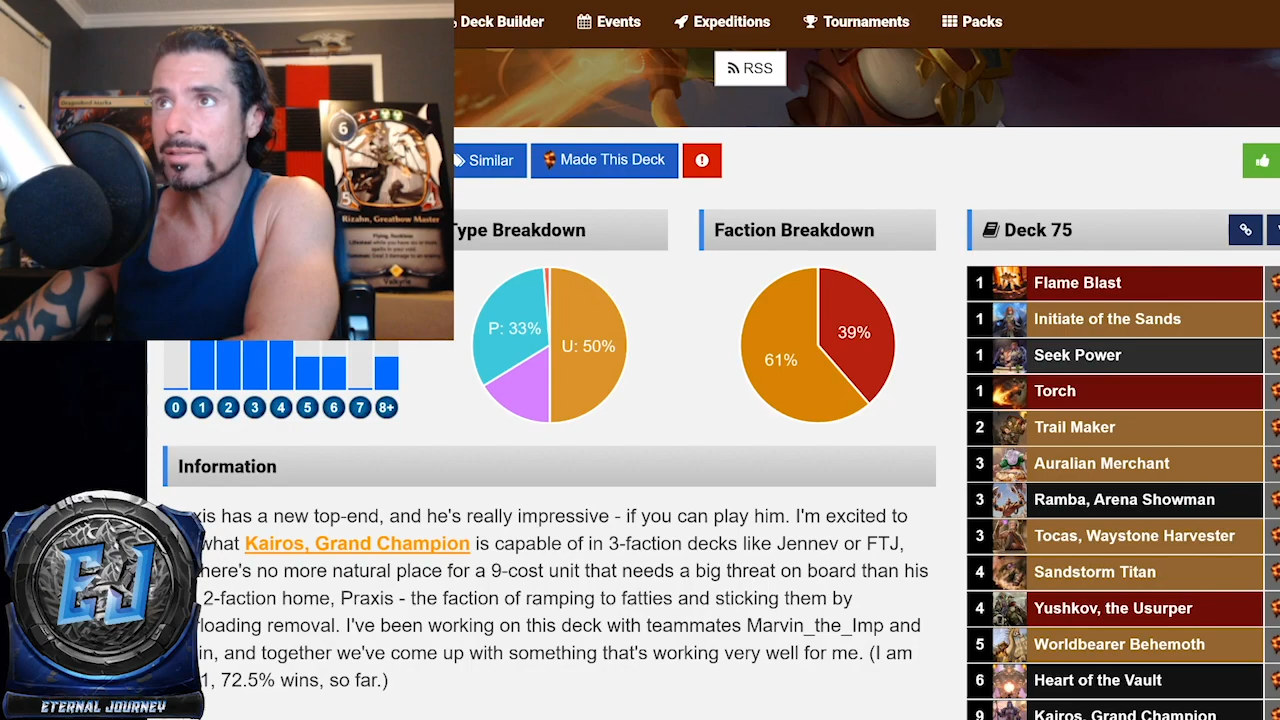 Deck Builder
Events
Expeditions
Tournaments
Packs
RSS
Similar
Made This Deck
6
5
4
Rizahn, Greatbow Master
Valkyrie
Type Breakdown
P: 33%
U: 50%
Faction Breakdown
39%
61%
Deck 75
1 Flame Blast
1 Initiate of the Sands
1 Seek Power
1 Torch
2 Trail Maker
3 Auralian Merchant
3 Ramba, Arena Showman
3 Tocas, Waystone Harvester
4 Sandstorm Titan
4 Yushkov, the Usurper
5 Worldbearer Behemoth
6 Heart of the Vault
9 Kairos, Grand Champion
0 1 2 3 4 5 6 7 8+
Information
xis has a new top-end, and he's really impressive - if you can play him. I'm excited to
what Kairos, Grand Champion is capable of in 3-faction decks like Jennev or FTJ,
here's no more natural place for a 9-cost unit that needs a big threat on board than his
2-faction home, Praxis - the faction of ramping to fatties and sticking them by
loading removal. I've been working on this deck with teammates Marvin_the_Imp and
in, and together we've come up with something that's working very well for me. (I am
1, 72.5% wins, so far.)
EJ
ETERNAL JOURNEY